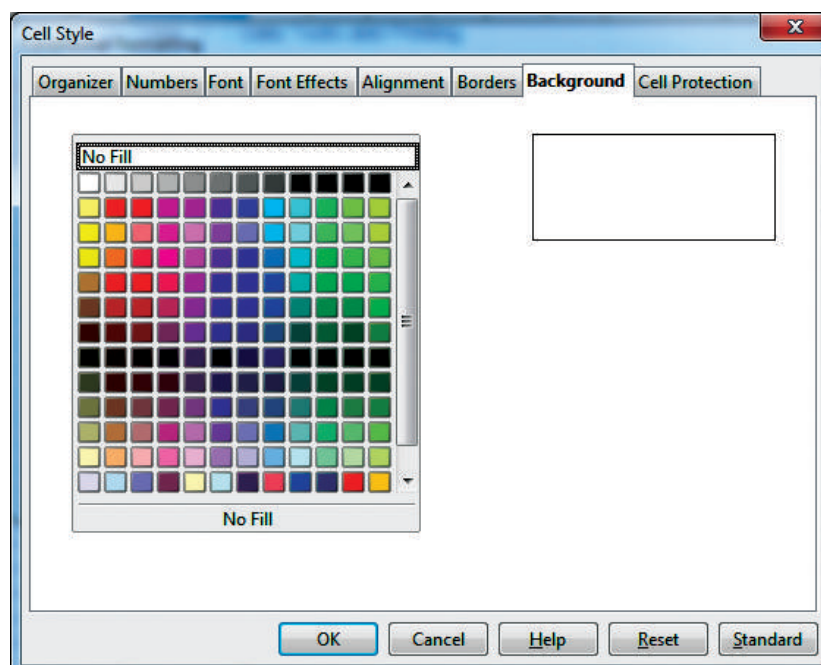 Cell Style
Organizer Numbers Font Font Effects Alignment Borders Background Cell Protection
No Fill
No Fill
OK Cancel Help Reset Standard